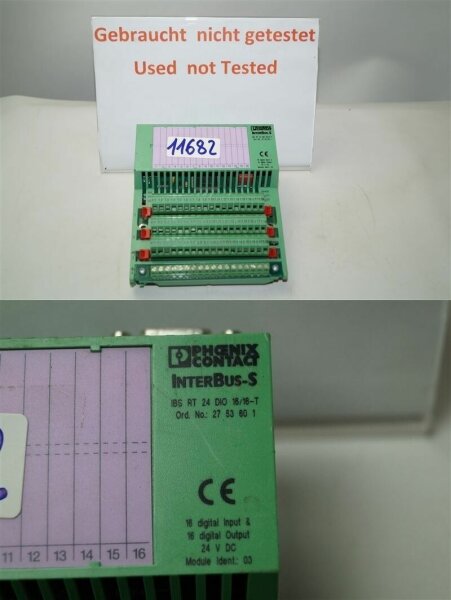 Gebraucht nicht getestet
Used not Tested
11682
CE
PHOENIX
CONTACT
INTERBUS-S
IBS RT 24 DIO 16/16-T
Ord. No.: 27 53 60 1
CE
16 digital Input &
16 digital Output
24 V DC
Module Ident.: 03
11 12 13 14 15 16